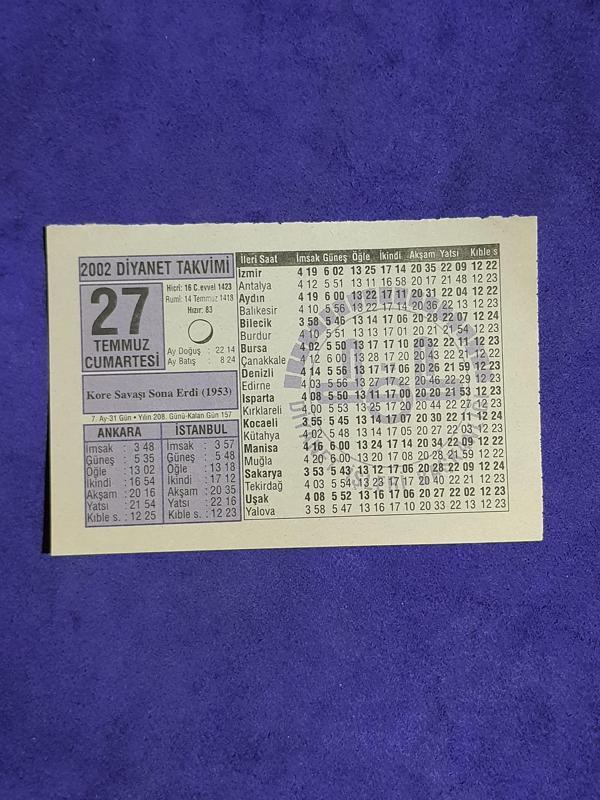 2002 DİYANET TAKVİMİ
27
TEMMUZ
CUMARTESİ
Hicri: 16 C.evvel 1423
Rumi: 14 Temmuz 1418
Hızır: 83
Ay Doğuş : 22 14
Ay Batış : 8 24
Kore Savaşı Sona Erdi (1953)
7. Ay-31 Gün • Yılın 208. Günü-Kalan Gün 157
ANKARA
İmsak : 3 48
Güneş : 5 35
Öğle : 13 02
İkindi : 16 54
Akşam : 20 16
Yatsı : 21 54
Kıble s. : 12 25
İSTANBUL
İmsak : 3 57
Güneş : 5 48
Öğle : 13 18
İkindi : 17 12
Akşam : 20 35
Yatsı : 22 16
Kıble s. : 12 23
İleri Saat İmsak Güneş Öğle İkindi Akşam Yatsı Kıble s
İzmir 4 19 6 02 13 25 17 14 20 35 22 09 12 22
Antalya 4 12 5 51 13 11 16 58 20 17 21 48 12 23
Aydın 4 19 6 00 13 22 17 11 20 31 22 04 12 22
Balıkesir 4 10 5 56 13 22 17 14 20 36 22 13 12 23
Bilecik 3 58 5 46 13 14 17 06 20 28 22 07 12 24
Burdur 4 10 5 51 13 13 17 01 20 21 21 54 12 23
Bursa 4 02 5 50 13 17 17 10 20 32 22 11 12 23
Çanakkale 4 12 6 00 13 28 17 20 20 43 22 21 12 22
Denizli 4 14 5 56 13 17 17 06 20 26 21 59 12 23
Edirne 4 03 5 56 13 27 17 22 20 46 22 29 12 23
Isparta 4 08 5 50 13 11 17 00 20 20 21 53 12 23
Kırklareli 4 00 5 53 13 25 17 20 20 44 22 27 12 23
Kocaeli 3 55 5 45 13 15 17 08 20 30 22 11 12 24
Kütahya 4 02 5 48 13 14 17 05 20 27 22 03 12 23
Manisa 4 16 6 00 13 24 17 14 20 34 22 10 12 22
Muğla 4 20 6 00 13 20 17 08 20 28 21 59 12 22
Sakarya 3 53 5 43 13 12 17 06 20 28 22 09 12 24
Tekirdağ 4 03 5 54 13 23 17 17 20 40 22 21 12 23
Uşak 4 08 5 52 13 16 17 06 20 27 22 02 12 23
Yalova 3 58 5 47 13 16 17 10 20 33 22 13 12 23